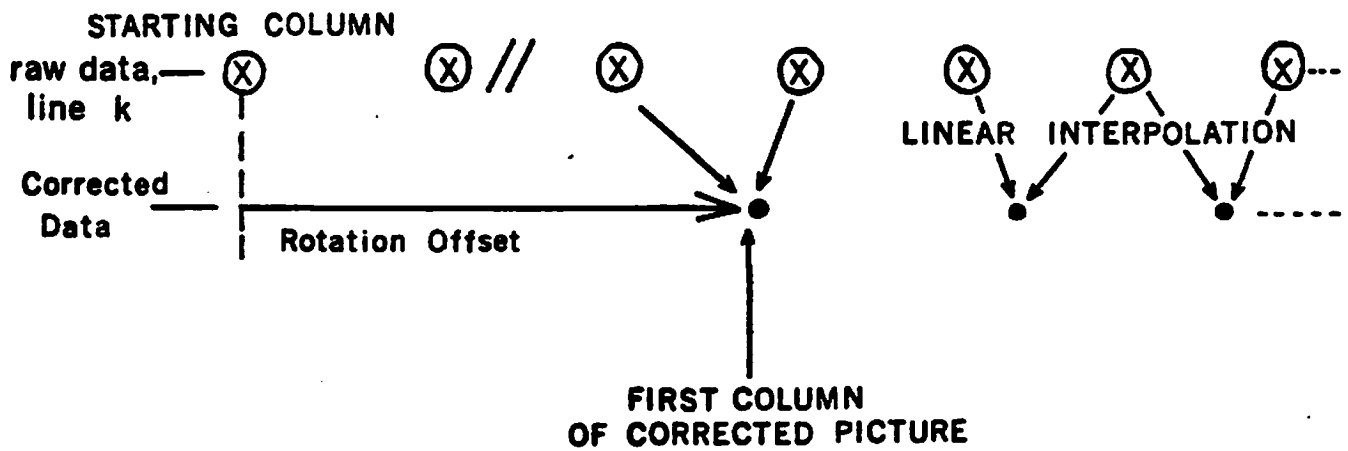 STARTING COLUMN
raw data,
line k
X X // X X X X X
LINEAR INTERPOLATION
Corrected
Data
Rotation Offset
FIRST COLUMN
OF CORRECTED PICTURE